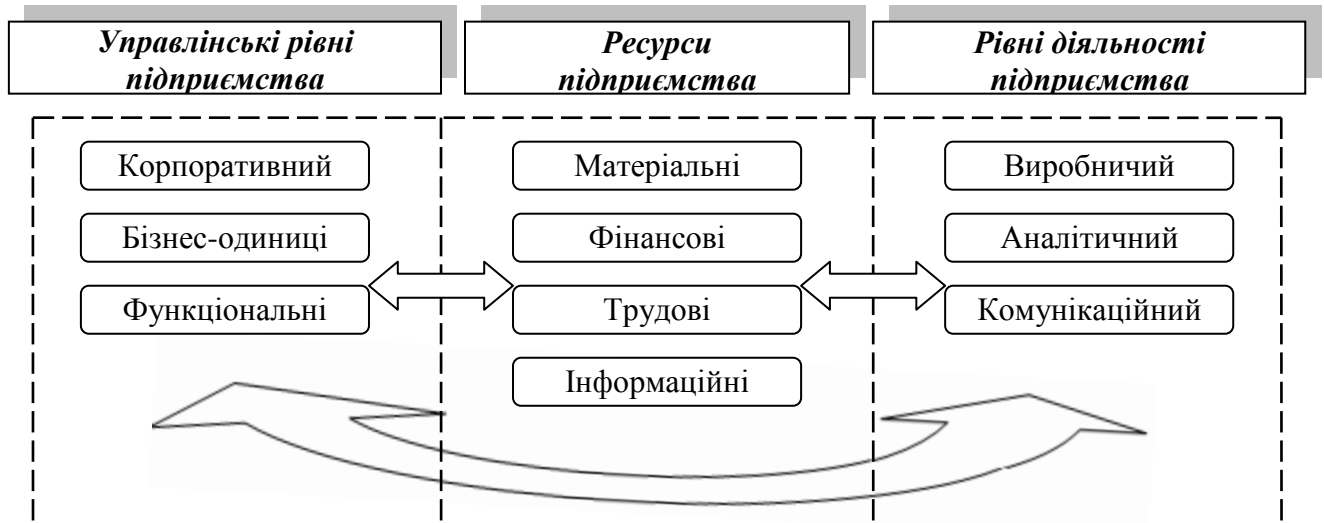 Управлінські рівні
підприємства
Ресурси
підприємства
Рівні діяльності
підприємства
Корпоративний
Бізнес-одиниці
Функціональні
Матеріальні
Фінансові
Трудові
Інформаційні
Виробничий
Аналітичний
Комунікаційний